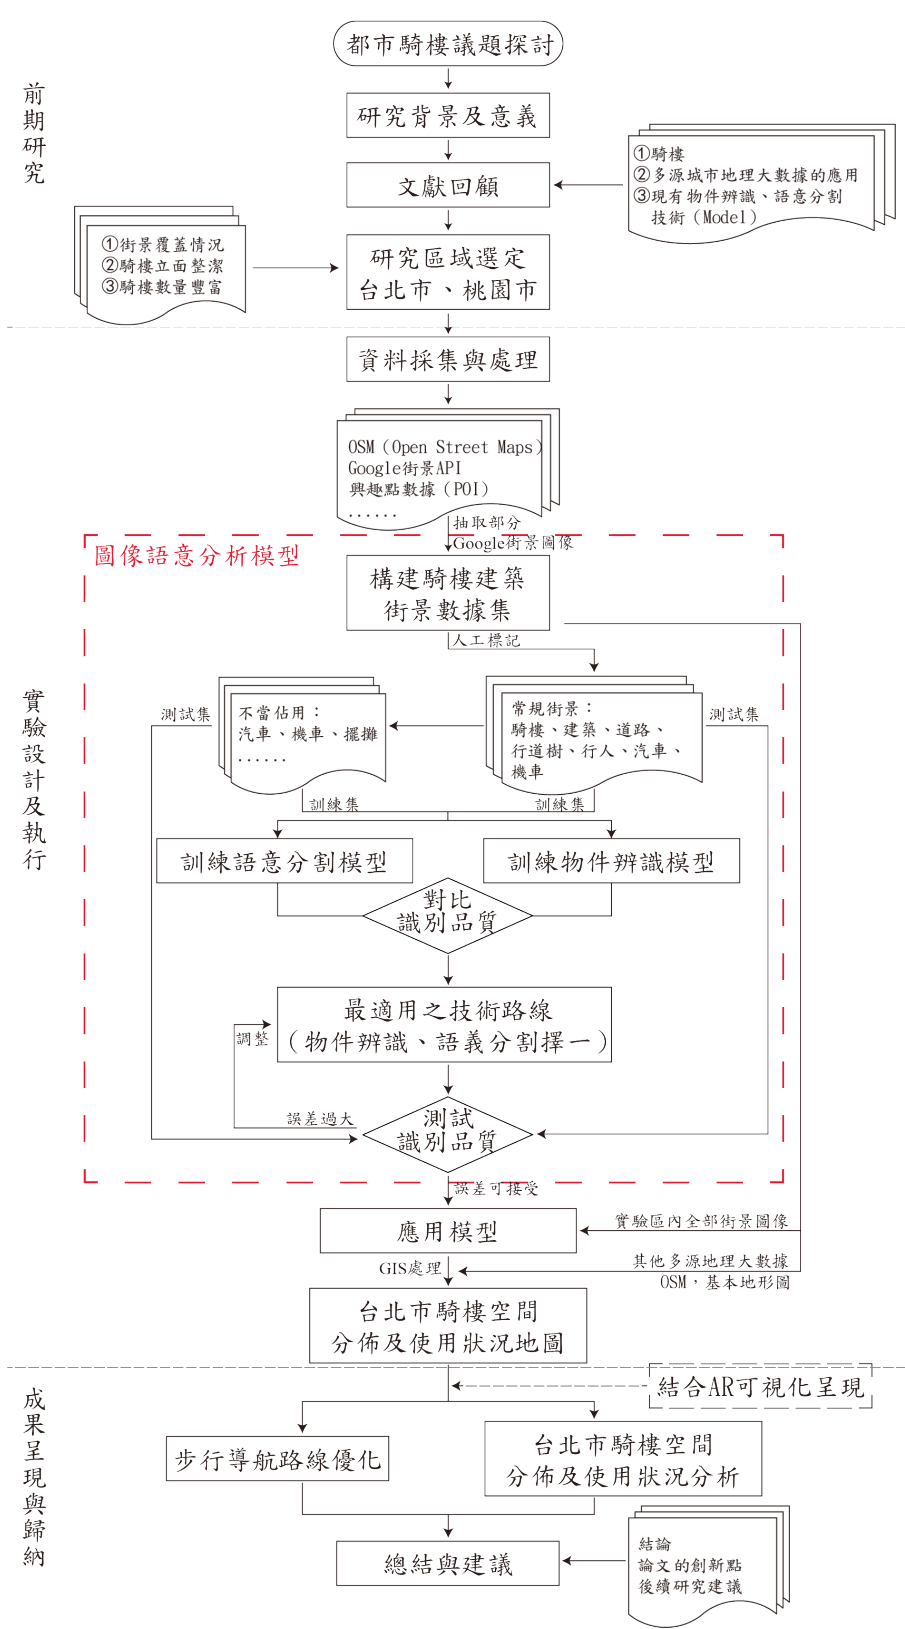 都市騎樓議題探討
前期研究
研究背景及意義
文獻回顧
①騎樓
②多源城市地理大數據的應用
③現有物件辨識、語意分割
技術（Model）
①街景覆蓋情況
②騎樓立面整潔
③騎樓數量豐富
研究區域選定
台北市、桃園市
資料採集與處理
OSM（Open Street Maps）
Google街景API
興趣點數據（POI）
......
抽取部分
Google街景圖像
圖像語意分析模型
構建騎樓建築
街景數據集
人工標記
實驗設計及執行
測試集
不當佔用：
汽車、機車、擺攤
......
常規街景：
騎樓、建築、道路、
行道樹、行人、汽車、
機車
測試集
訓練集
訓練集
訓練語意分割模型
訓練物件辨識模型
對比
識別品質
最適用之技術路線
（物件辨識、語義分割擇一）
調整
誤差過大
測試
識別品質
誤差可接受
應用模型
實驗區內全部街景圖像
GIS處理
其他多源地理大數據
OSM，基本地形圖
台北市騎樓空間
分佈及使用狀況地圖
成果呈現與歸納
結合AR可視化呈現
步行導航路線優化
台北市騎樓空間
分佈及使用狀況分析
總結與建議
結論
論文的創新點
後續研究建議